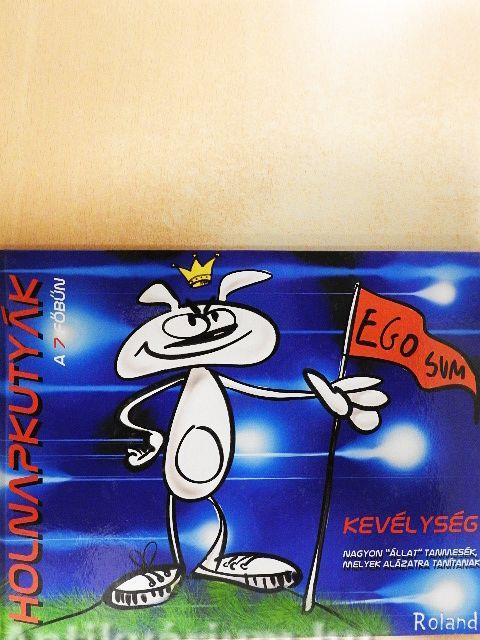 HOLNAPKUTYÁK
A 7 FŐBŰN
EGO SUM
KEVÉLYSÉG
NAGYON "ÁLLAT" TANMESÉK,
MELYEK ALÁZATRA TANÍTANAK
Roland